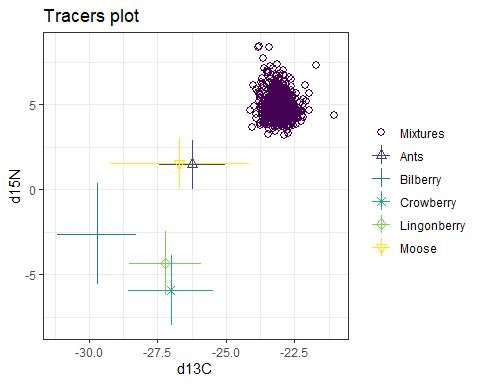 Tracers plot
d15N
5
0
-5
-30.0
-27.5
-25.0
-22.5
d13C
Mixtures
Ants
Bilberry
Crowberry
Lingonberry
Moose